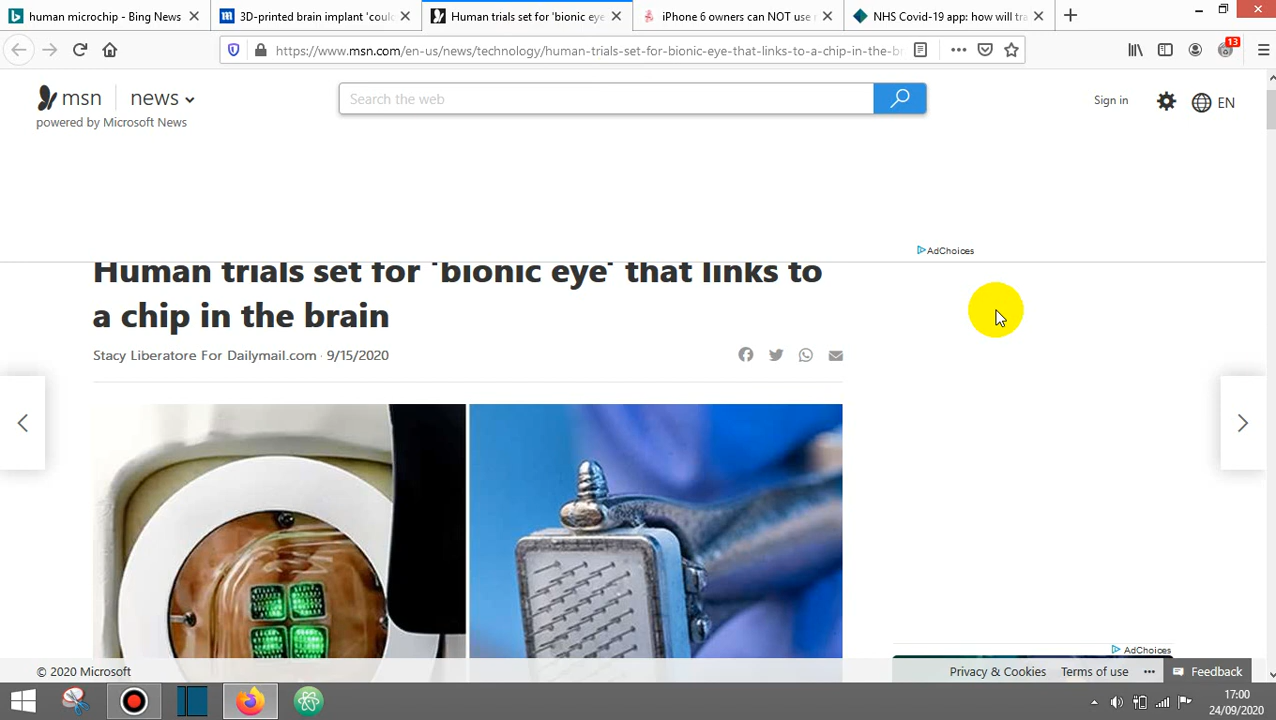 human microchip - Bing News
3D-printed brain implant 'coul
Human trials set for 'bionic eye
iPhone 6 owners can NOT use
NHS Covid-19 app: how will tra
https://www.msn.com/en-us/news/technology/human-trials-set-for-bionic-eye-that-links-to-a-chip-in-the-br
13
msn
news
powered by Microsoft News
Search the web
Sign in
EN
AdChoices
Human trials set for 'bionic eye' that links to
a chip in the brain
Stacy Liberatore For Dailymail.com · 9/15/2020
AdChoices
© 2020 Microsoft
Privacy & Cookies
Terms of use
Feedback
17:00
24/09/2020